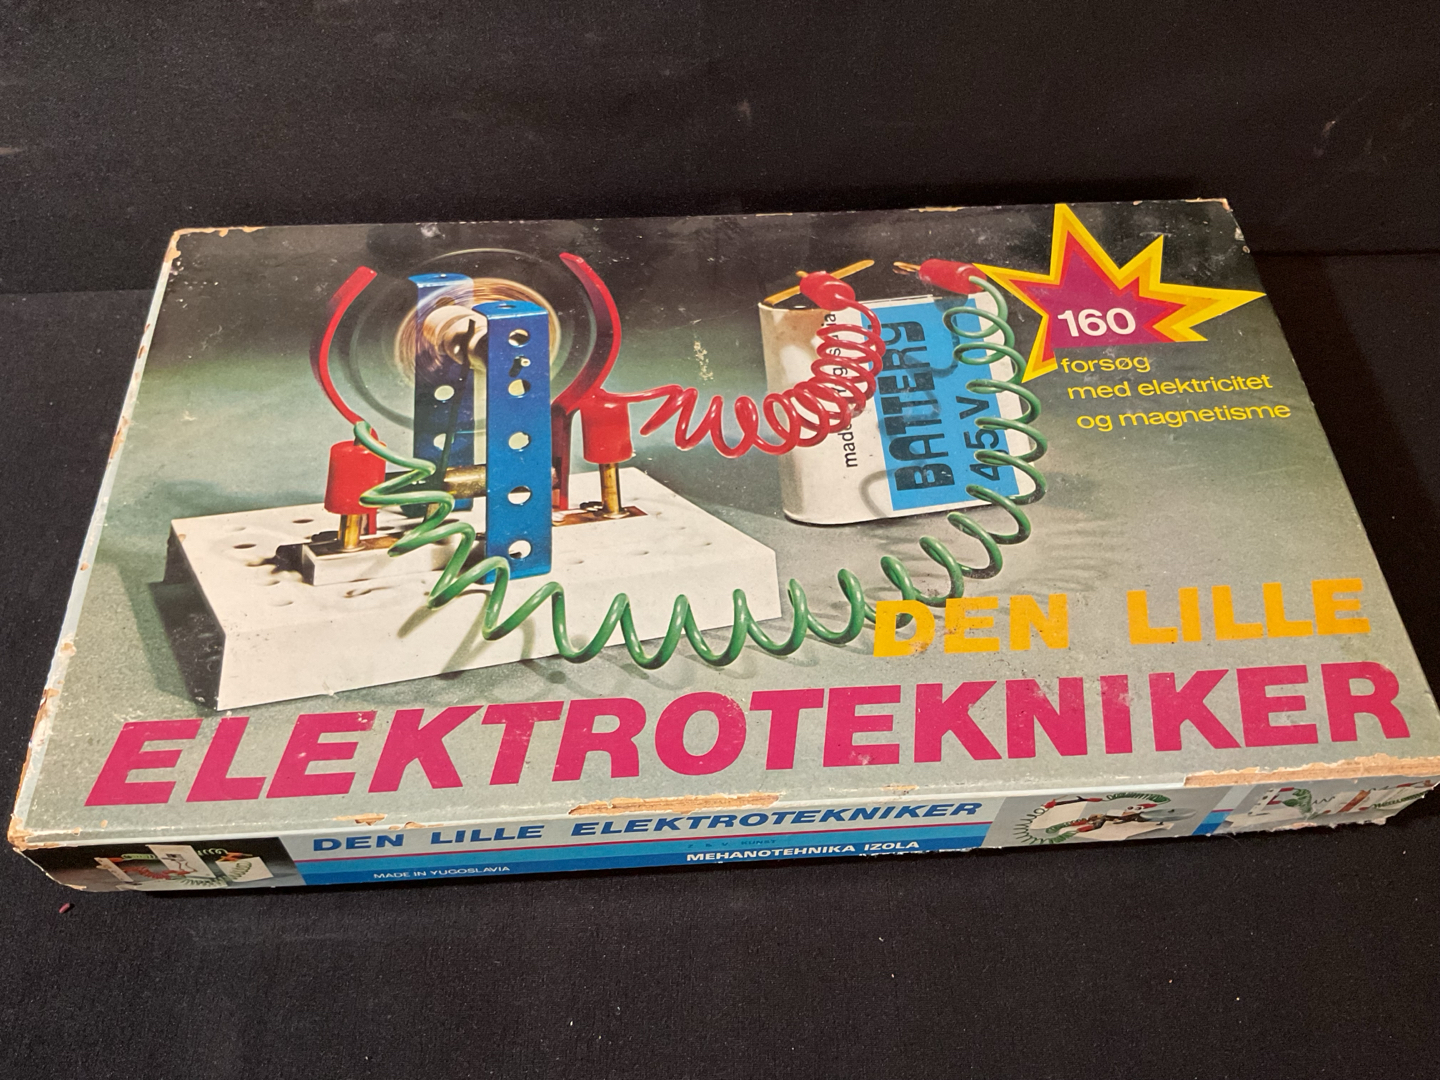 160
forsøg
med elektricitet
og magnetisme
BATTERY
4,5V
DEN LILLE
ELEKTROTEKNIKER
DEN LILLE ELEKTROTEKNIKER
MEHANOTEHNIKA IZOLA
MADE IN YUGOSLAVIA